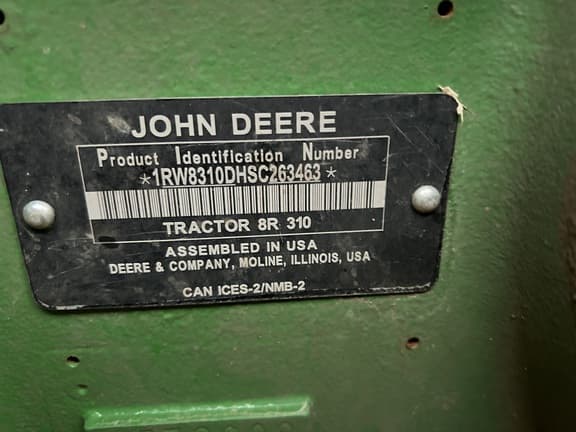 JOHN DEERE
Product Identification Number
*1RW8310DHSC263463*
TRACTOR 8R 310
ASSEMBLED IN USA
DEERE & COMPANY, MOLINE, ILLINOIS, USA
CAN ICES-2/NMB-2